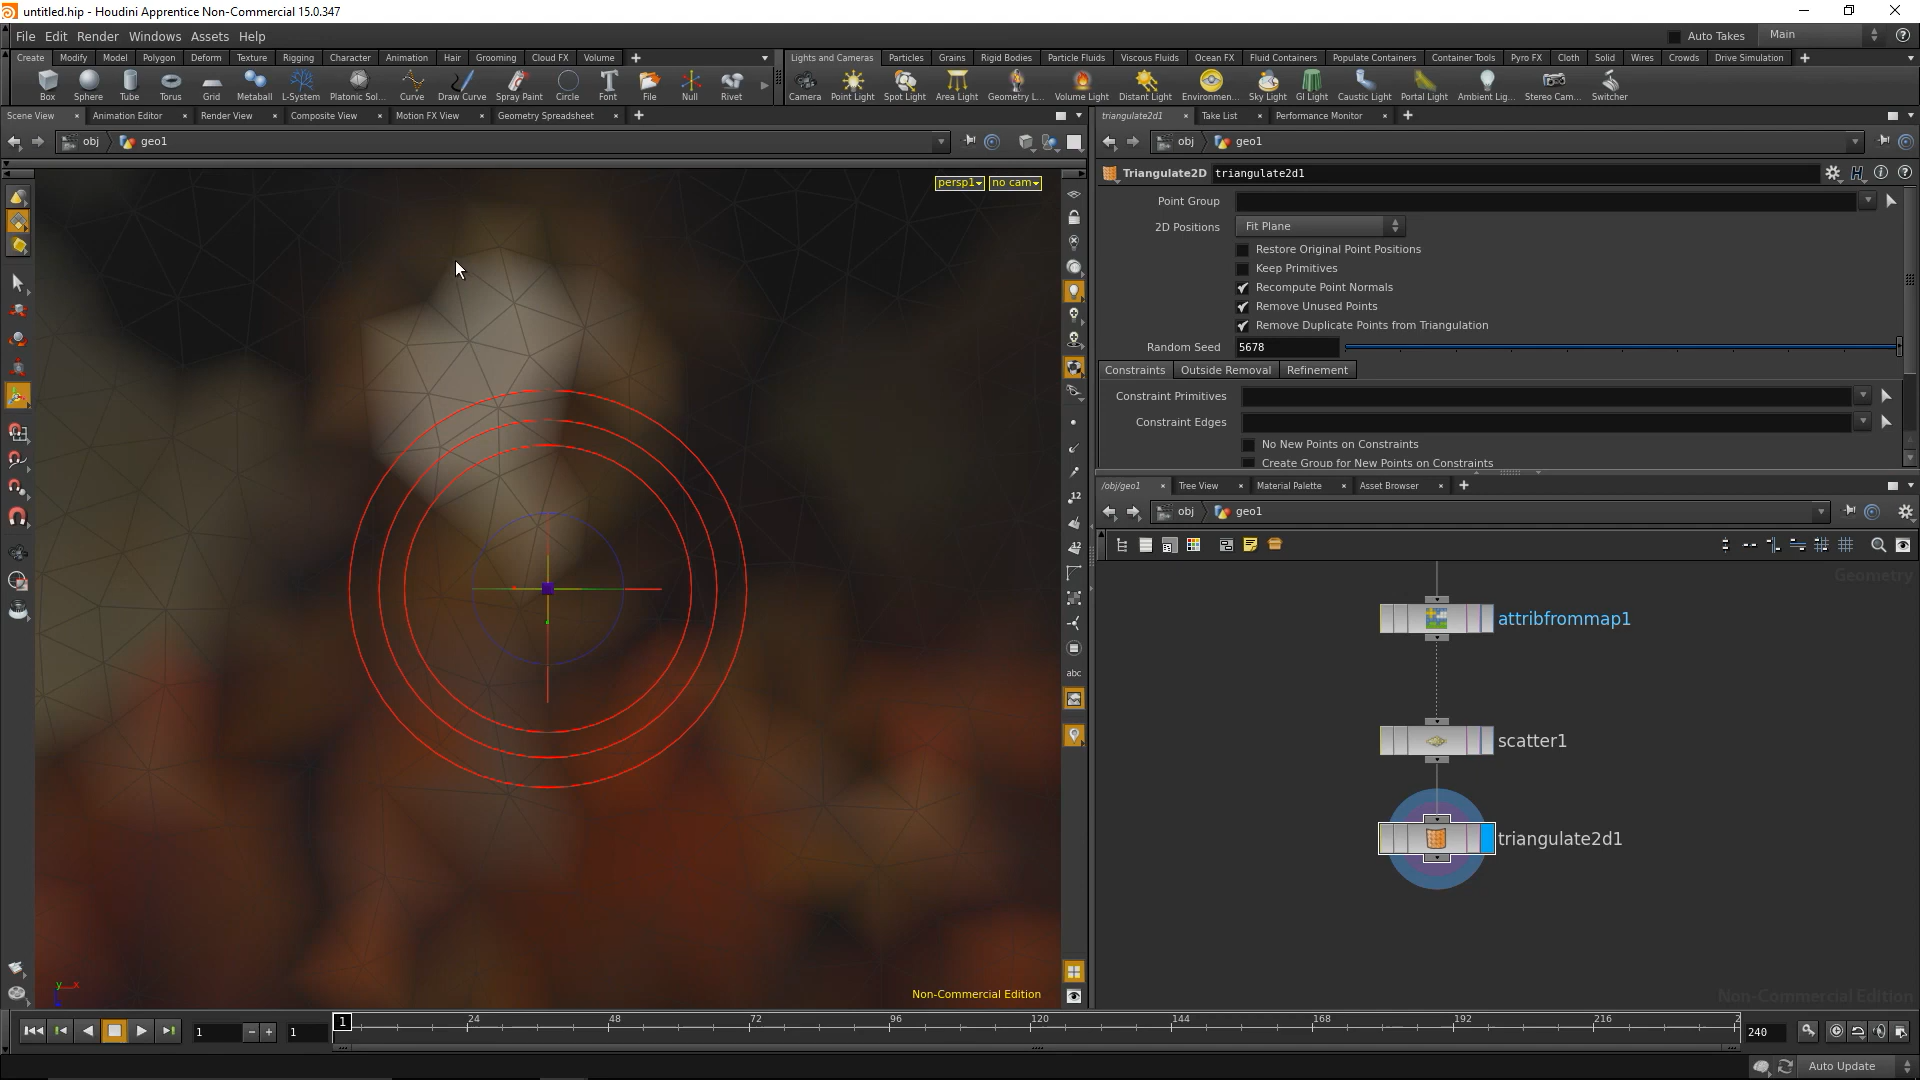 untitled.hip - Houdini Apprentice Non-Commercial 15.0.347
File Edit Render Windows Assets Help
Auto Takes Main
Create Modify Model Polygon Deform Texture Rigging Character Animation Hair Grooming Cloud FX Volume
Lights and Cameras Particles Grains Rigid Bodies Particle Fluids Viscous Fluids Ocean FX Fluid Containers Populate Containers Container Tools Pyro FX Cloth Solid Wires Crowds Drive Simulation
Box Sphere Tube Torus Grid Metaball L-System Platonic Sol... Curve Draw Curve Spray Paint Circle Font File Null Rivet
Camera Point Light Spot Light Area Light Geometry L... Volume Light Distant Light Environmen... Sky Light GI Light Caustic Light Portal Light Ambient Lig... Stereo Cam... Switcher
Scene View Animation Editor Render View Composite View Motion FX View Geometry Spreadsheet
triangulate2d1 Take List Performance Monitor
obj geo1
obj geo1
persp1 no cam
Triangulate2D triangulate2d1
Point Group
2D Positions Fit Plane
Restore Original Point Positions
Keep Primitives
Recompute Point Normals
Remove Unused Points
Remove Duplicate Points from Triangulation
Random Seed 5678
Constraints Outside Removal Refinement
Constraint Primitives
Constraint Edges
No New Points on Constraints
Create Group for New Points on Constraints
/obj/geo1 Tree View Material Palette Asset Browser
obj geo1
12
12
abc
Geometry
attribfrommap1
scatter1
triangulate2d1
y x
Non-Commercial Edition
Non-Commercial Edition
1 1 1 24 48 72 96 120 144 168 192 216 2 240
Auto Update